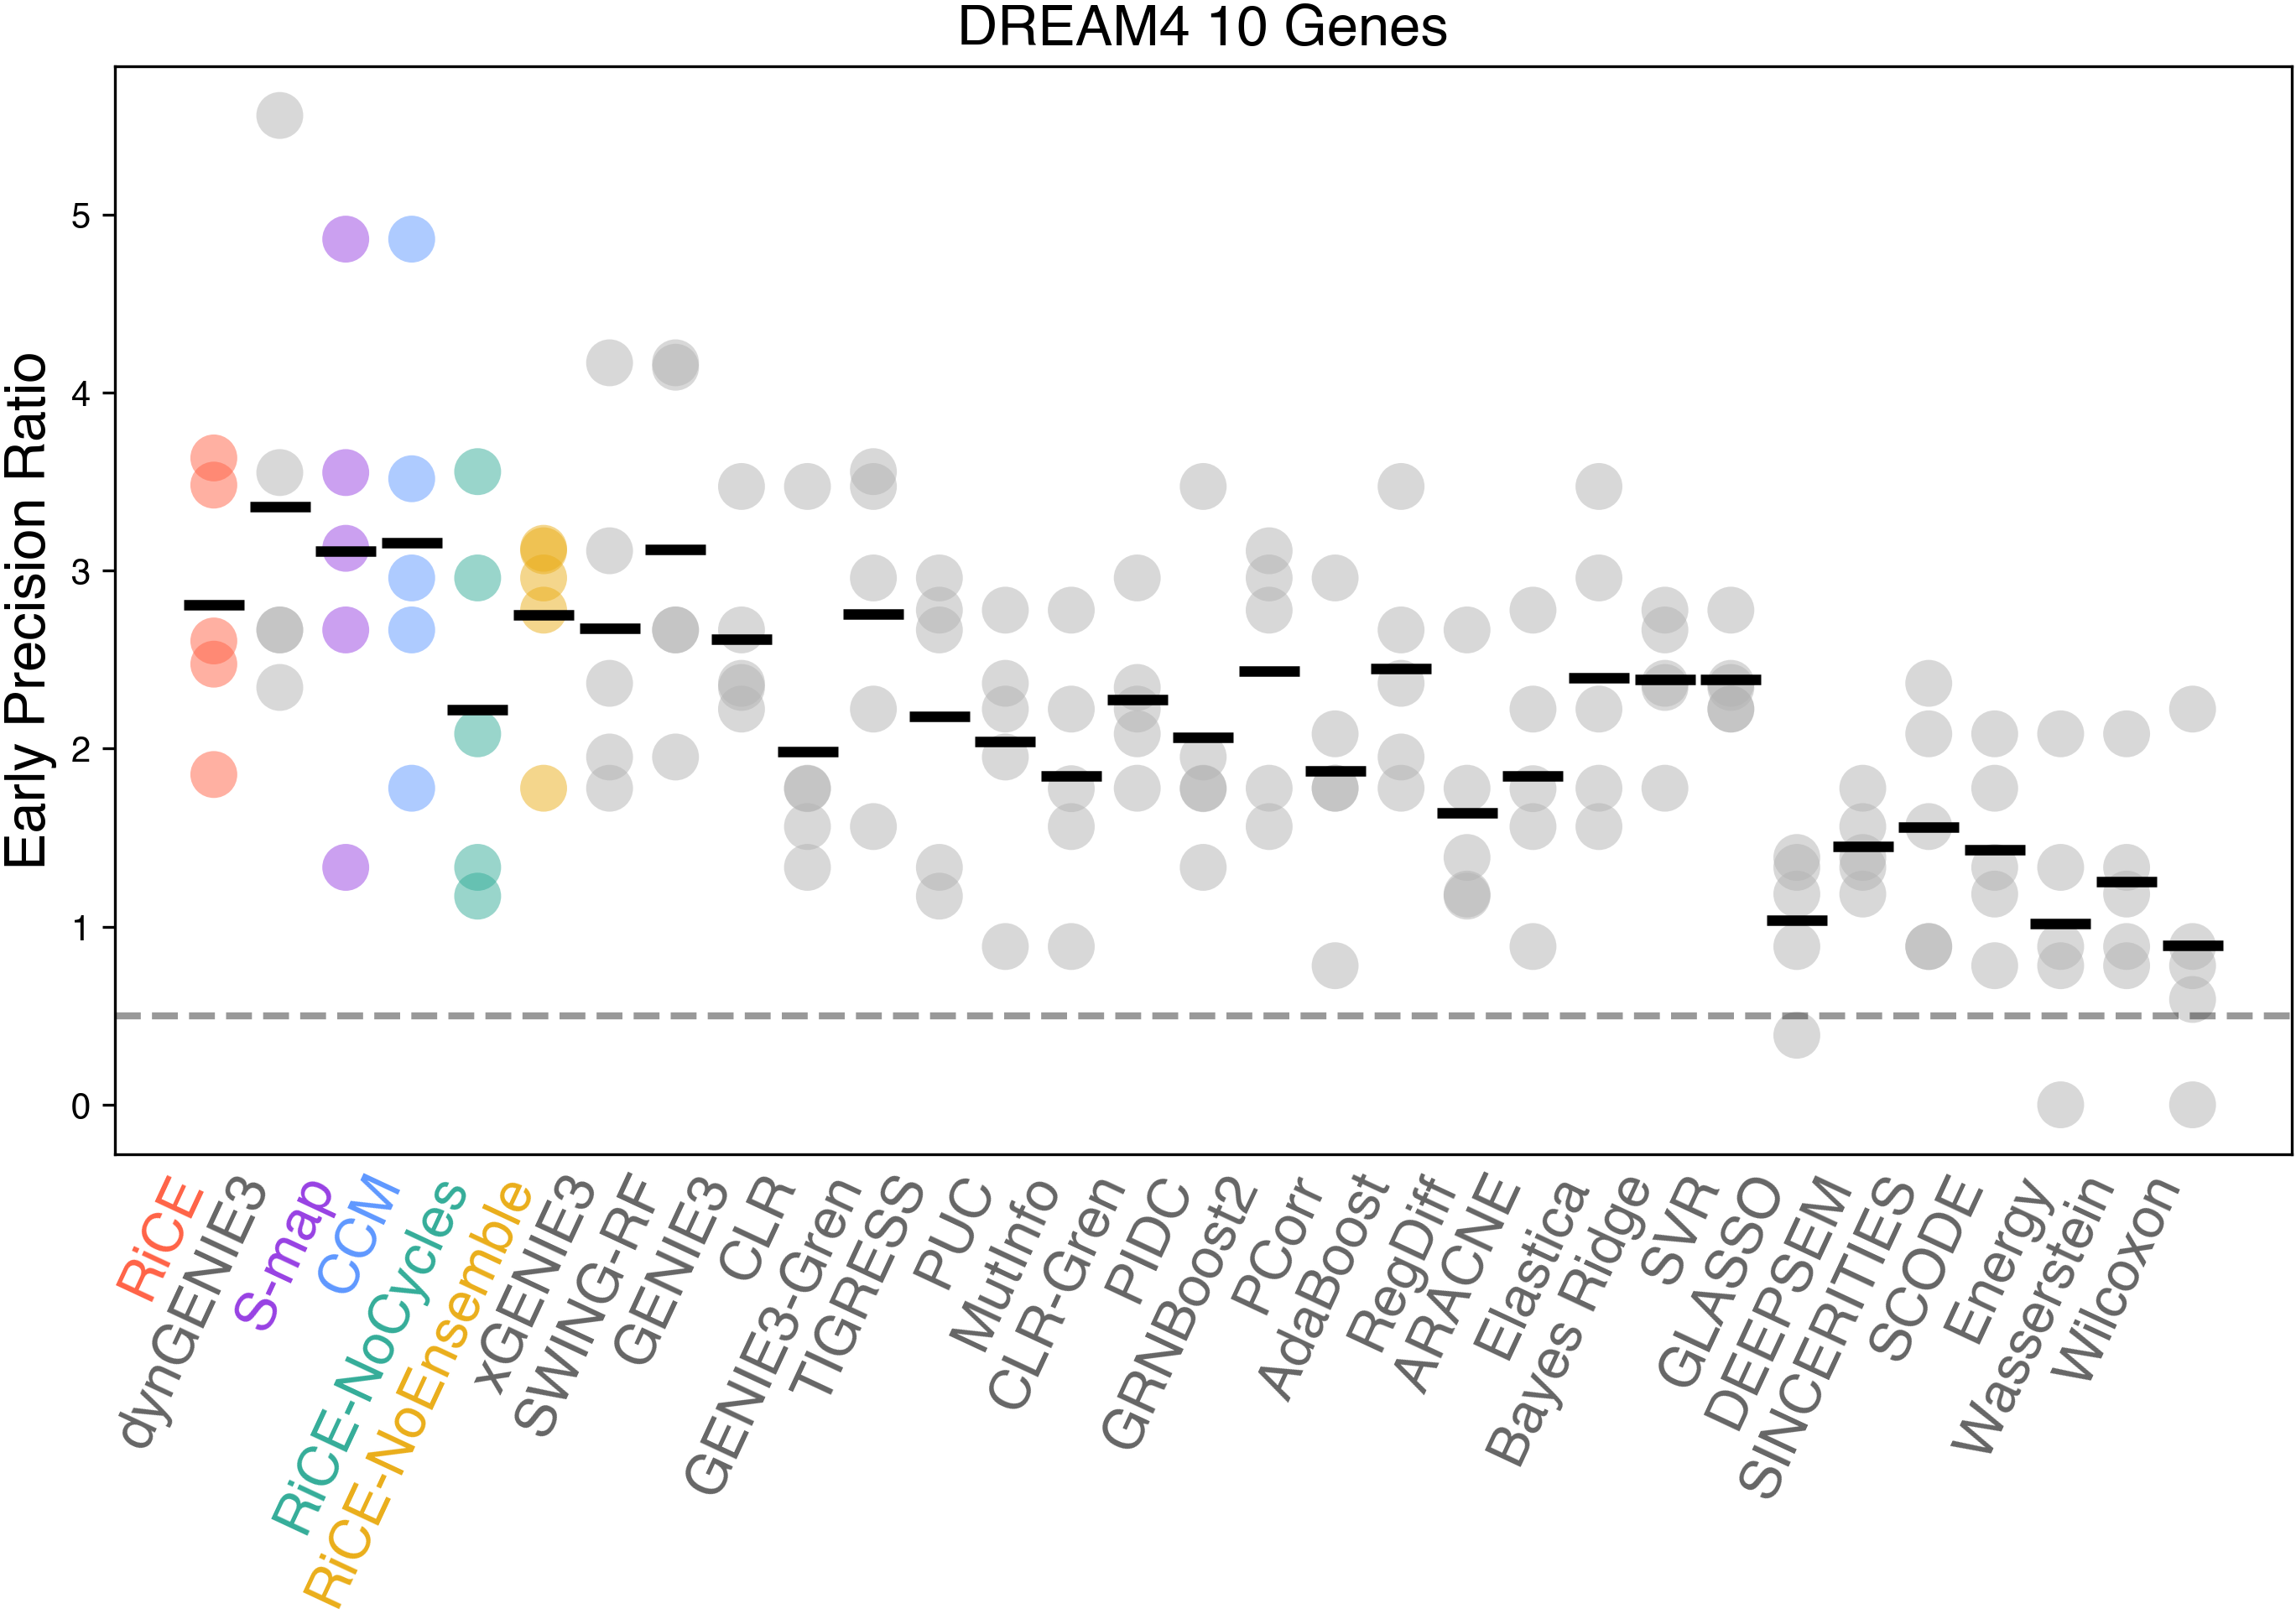 DREAM4 10 Genes
Early Precision Ratio
5
4
3
2
1
0
RiCE
dynGENIE3
S-map
CCM
RiCE-NoCycles
RiCE-NoEnsemble
xGENIE3
SWING-RF
GENIE3
CLR
GENIE3-Gren
TIGRESS
PUC
MutInfo
CLR-Gren
PIDC
GRNBoost2
PCorr
AdaBoost
RegDiff
ARACNE
Elastica
Bayes Ridge
SVR
GLASSO
DEEPSEM
SINCERITIES
SCODE
Energy
Wasserstein
Wilcoxon